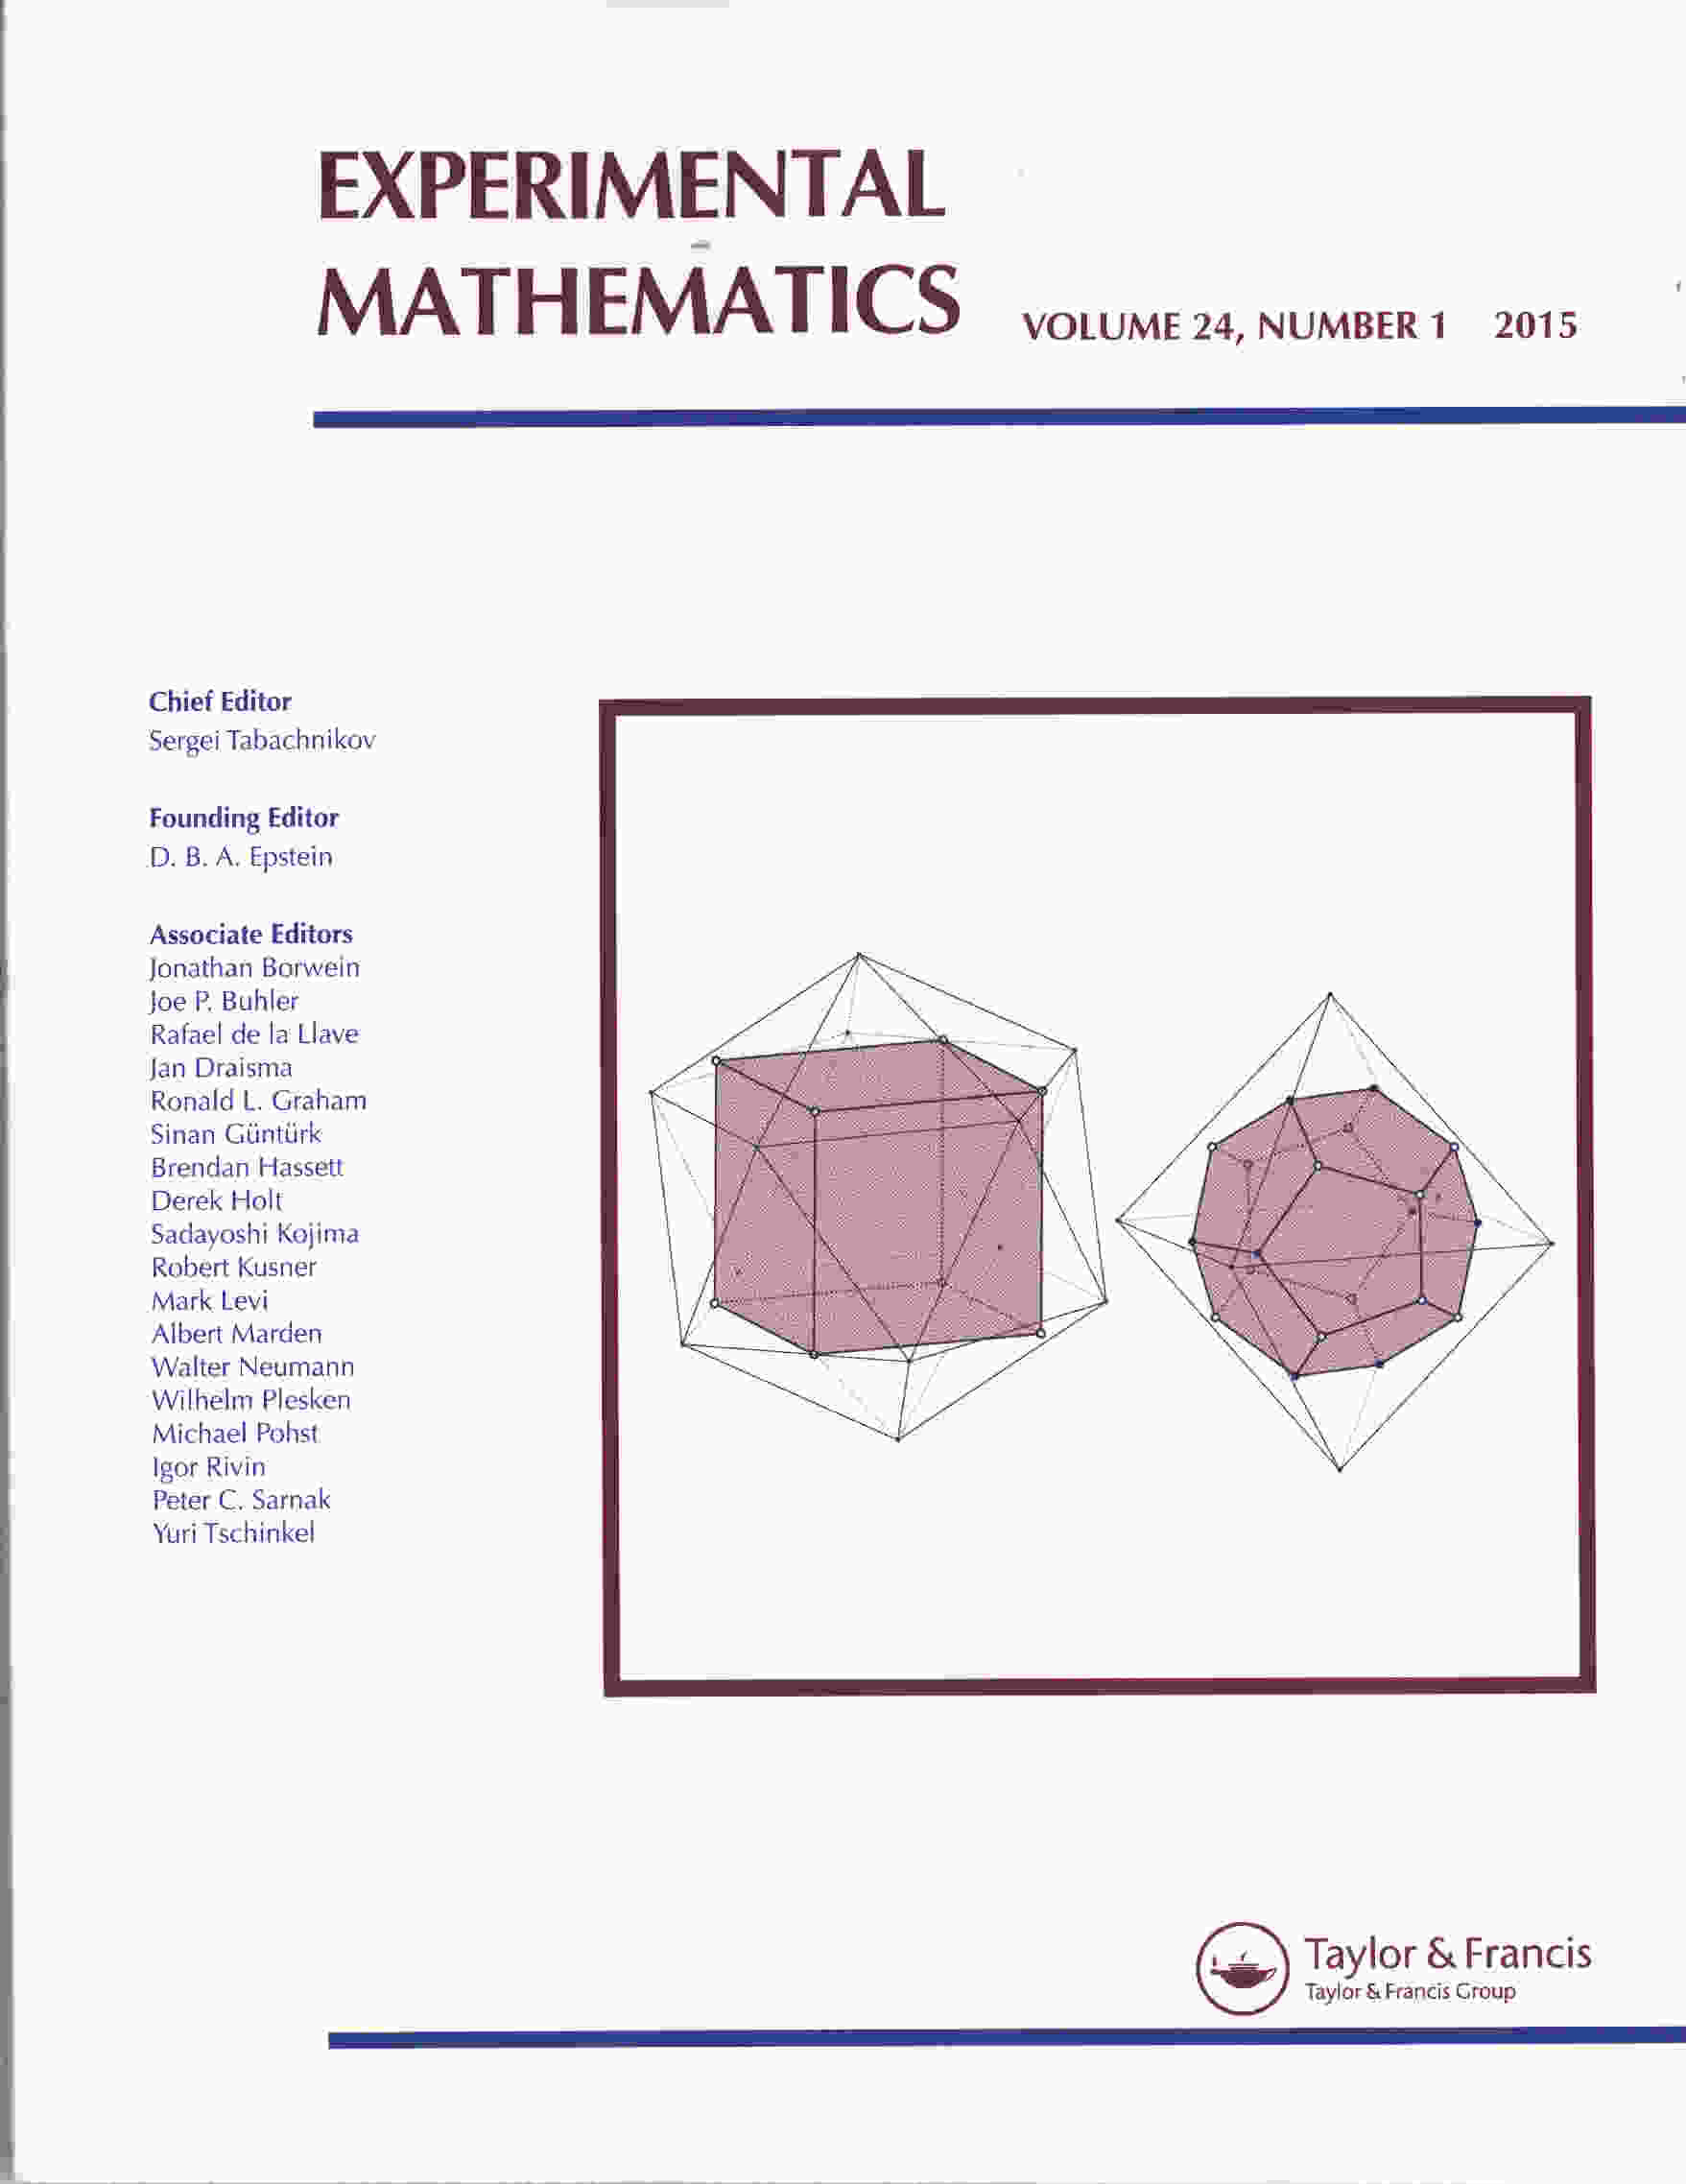 EXPERIMENTAL
MATHEMATICS
VOLUME 24, NUMBER 1 2015
Chief Editor
Sergei Tabachnikov
Founding Editor
D. B. A. Epstein
Associate Editors
Jonathan Borwein
Joe P. Buhler
Rafael de la Llave
Jan Draisma
Ronald L. Graham
Sinan Güntürk
Brendan Hassett
Derek Holt
Sadayoshi Kojima
Robert Kusner
Mark Levi
Albert Marden
Walter Neumann
Wilhelm Plesken
Michael Pohst
Igor Rivin
Peter C. Sarnak
Yuri Tschinkel
Taylor & Francis
Taylor & Francis Group